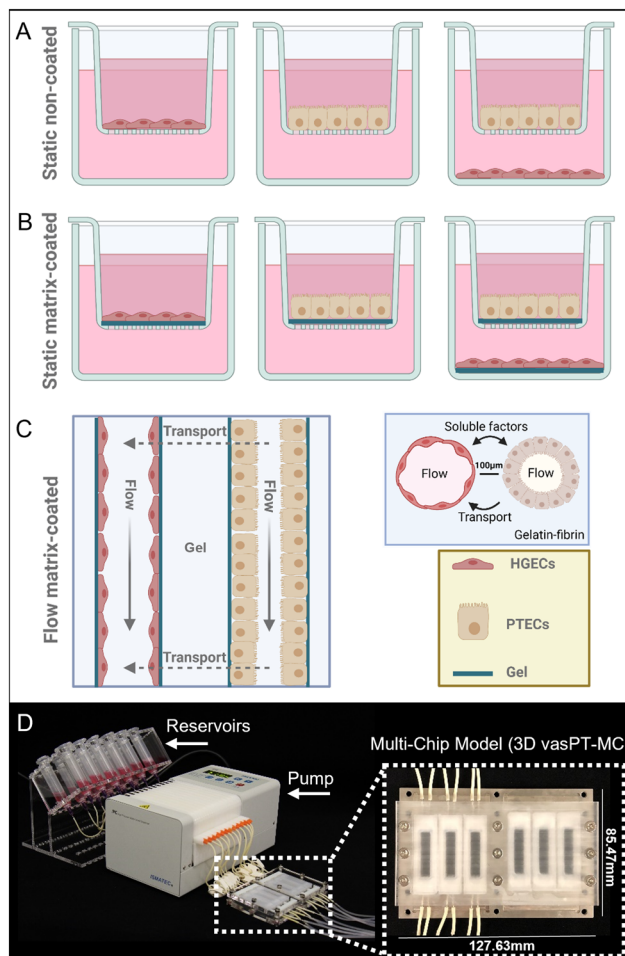 A
Static non-coated
B
Static matrix-coated
C
Flow matrix-coated
Transport
Flow
Gel
Flow
Transport
Soluble factors
Flow
100μm
Flow
Transport
Gelatin-fibrin
HGECs
PTECs
Gel
D
Reservoirs
Pump
ISMATEC
Multi-Chip Model (3D vasPT-MC
85.47mm
127.63mm